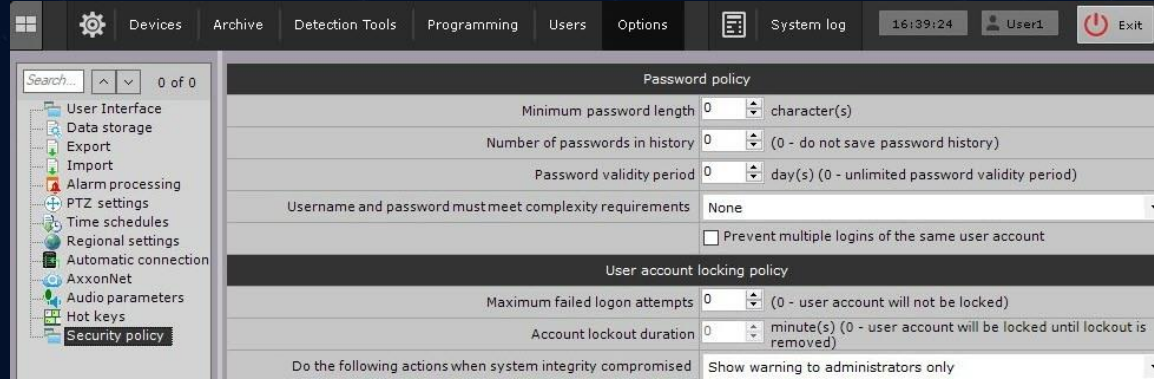 Devices Archive Detection Tools Programming Users Options System log 16:39:24 User1 Exit
Search... 0 of 0
User Interface
Data storage
Export
Import
Alarm processing
PTZ settings
Time schedules
Regional settings
Automatic connection
AxxonNet
Audio parameters
Hot keys
Security policy
Password policy
Minimum password length 0 character(s)
Number of passwords in history 0 (0 - do not save password history)
Password validity period 0 day(s) (0 - unlimited password validity period)
Username and password must meet complexity requirements None
Prevent multiple logins of the same user account
User account locking policy
Maximum failed logon attempts 0 (0 - user account will not be locked)
Account lockout duration 0 minute(s) (0 - user account will be locked until lockout is
removed)
Do the following actions when system integrity compromised Show warning to administrators only